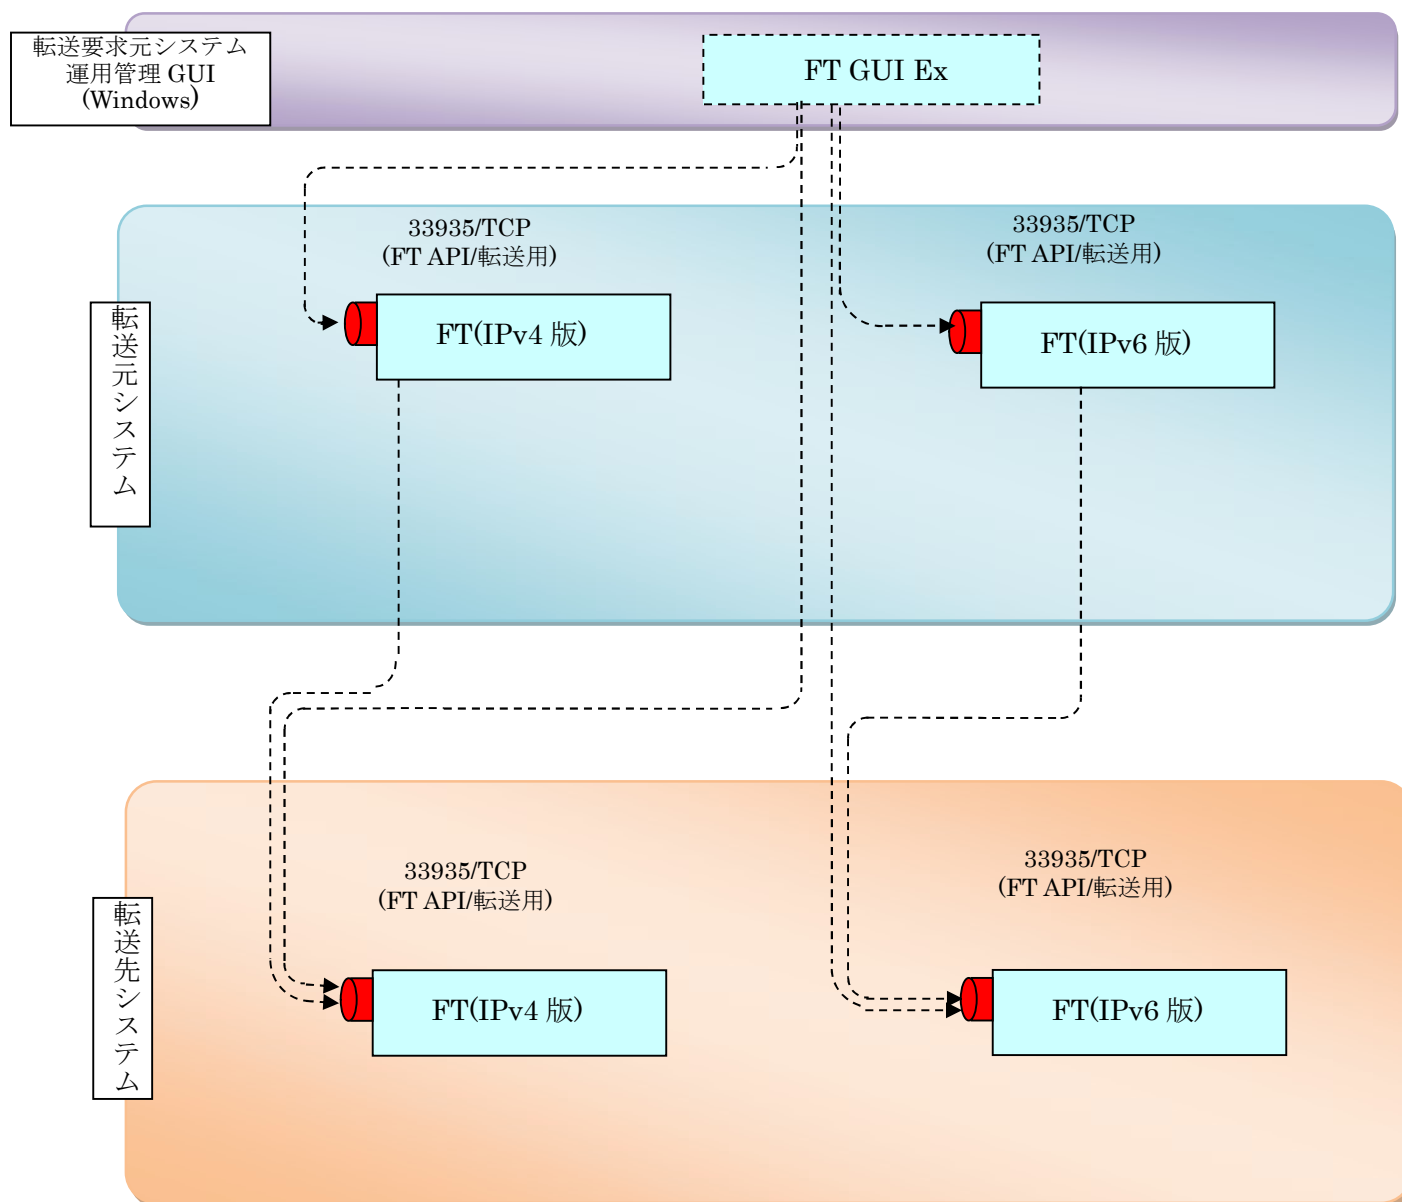 転送要求元システム
運用管理 GUI
(Windows)
FT GUI Ex
33935/TCP
(FT API/転送用)
33935/TCP
(FT API/転送用)
転送元システム
FT(IPv4 版)
FT(IPv6 版)
33935/TCP
(FT API/転送用)
33935/TCP
(FT API/転送用)
転送先システム
FT(IPv4 版)
FT(IPv6 版)